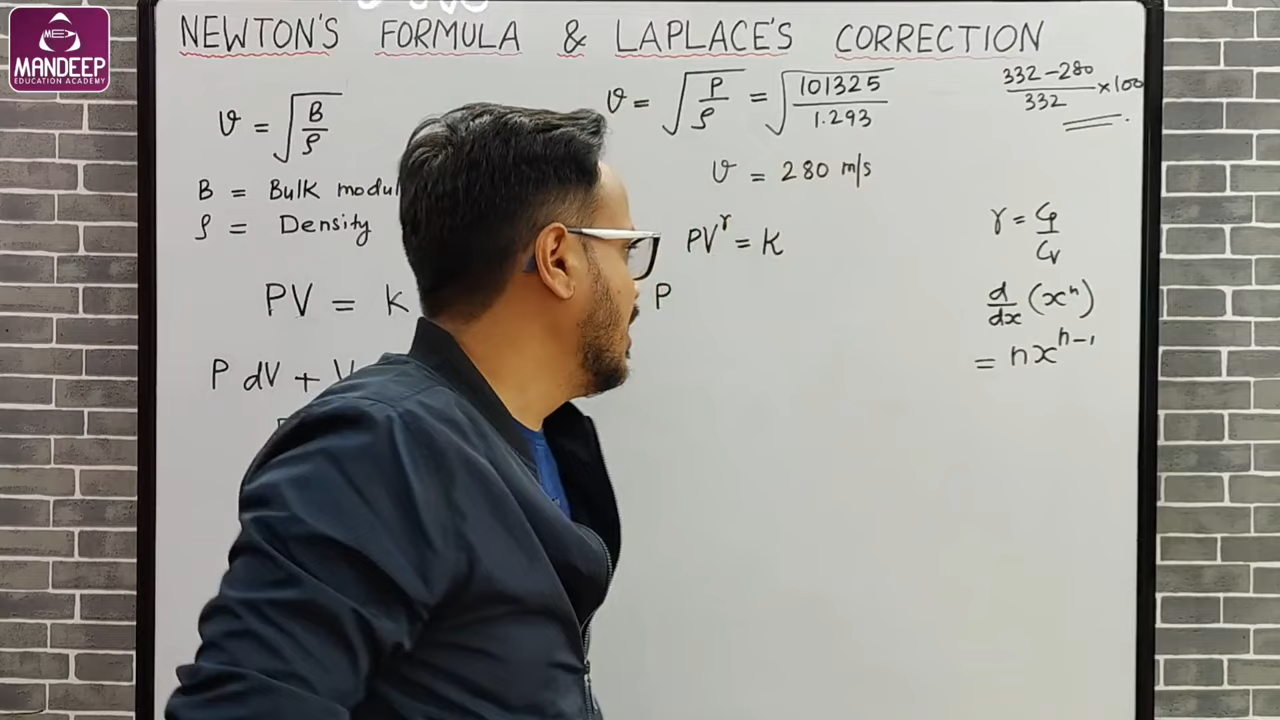 MEA
MANDEEP
EDUCATION ACADEMY
NEWTON'S FORMULA & LAPLACE'S CORRECTION
v = √(B/ρ)
B = Bulk modul
ρ = Density
PV = K
P dV + V
v = √(P/ρ) = √(101325/1.293)
v = 280 m/s
PV^γ = K
P
(332 - 280)/332 × 100
γ = Cp/Cv
d/dx (x^n)
= nx^(n-1)